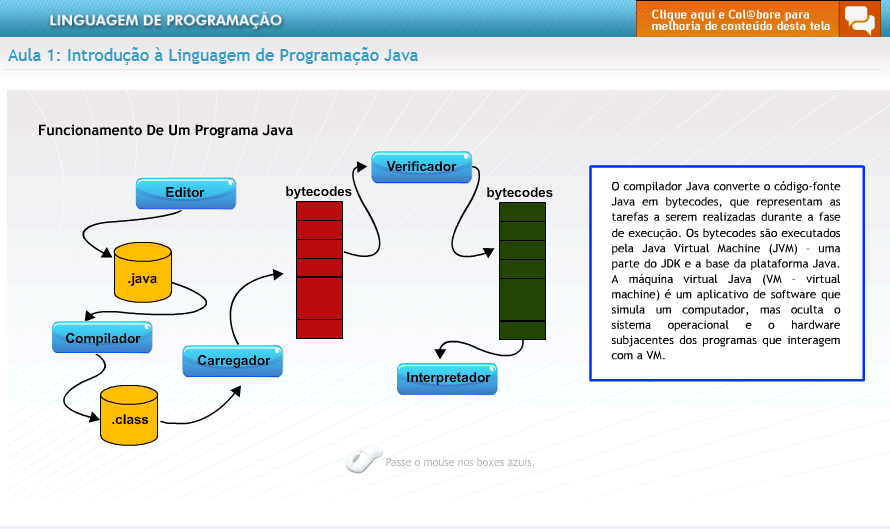 LINGUAGEM DE PROGRAMAÇÃO
Clique aqui e Col@bore para
melhoria de conteúdo desta tela
Aula 1: Introdução à Linguagem de Programação Java
Funcionamento De Um Programa Java
Editor
.java
Compilador
.class
Carregador
bytecodes
Verificador
bytecodes
Interpretador
O compilador Java converte o código-fonte
Java em bytecodes, que representam as
tarefas a serem realizadas durante a fase
de execução. Os bytecodes são executados
pela Java Virtual Machine (JVM) – uma
parte do JDK e a base da plataforma Java.
A máquina virtual Java (VM – virtual
machine) é um aplicativo de software que
simula um computador, mas oculta o
sistema operacional e o hardware
subjacentes dos programas que interagem
com a VM.
Passe o mouse nos boxes azuis.